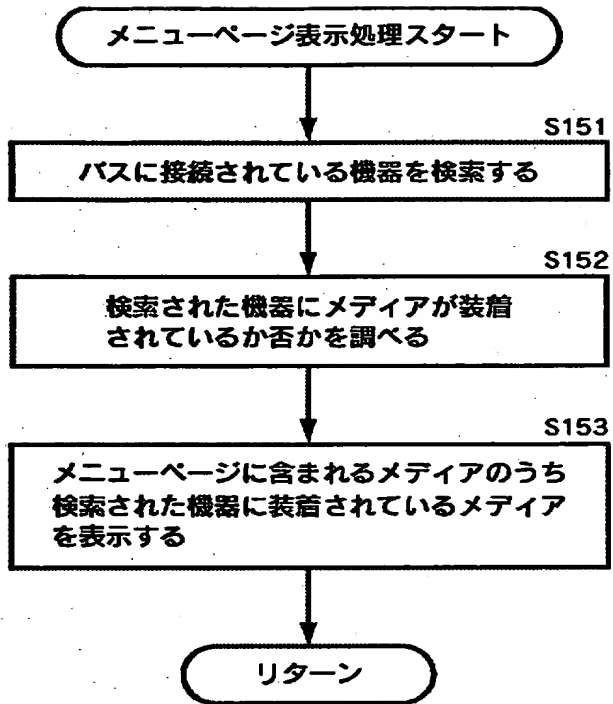 メニューページ表示処理スタート
S151
バスに接続されている機器を検索する
S152
検索された機器にメディアが装着
されているか否かを調べる
S153
メニューページに含まれるメディアのうち
検索された機器に装着されているメディア
を表示する
リターン